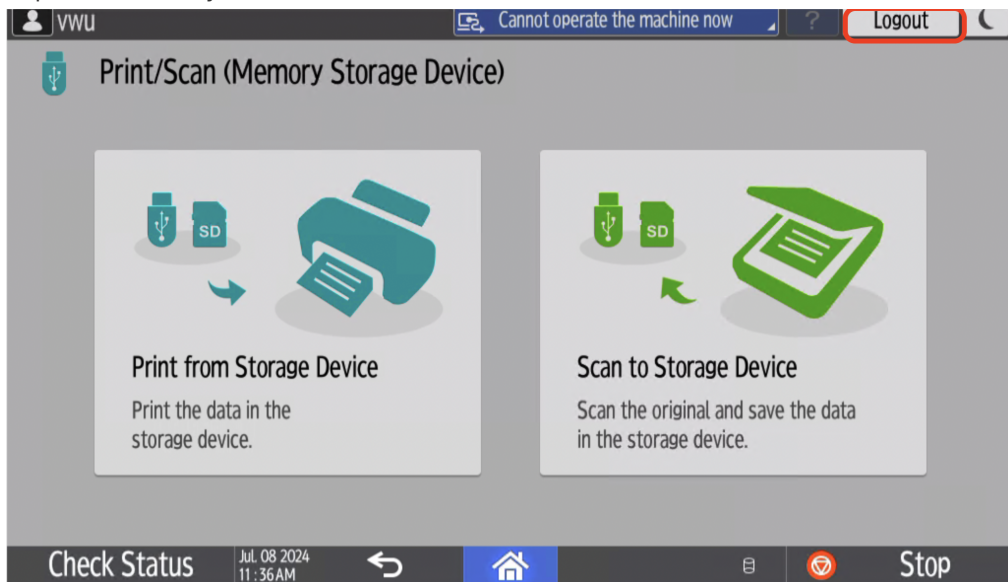 vwu
Cannot operate the machine now
?
Logout
Print/Scan (Memory Storage Device)
SD
SD
Print from Storage Device
Print the data in the
storage device.
Scan to Storage Device
Scan the original and save the data
in the storage device.
Check Status
Jul. 08 2024
11 : 36 AM
Stop